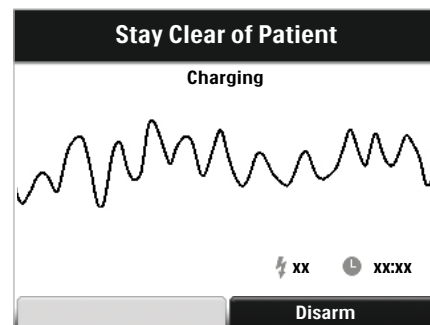 Stay Clear of Patient
Charging
xx xx:xx
Disarm